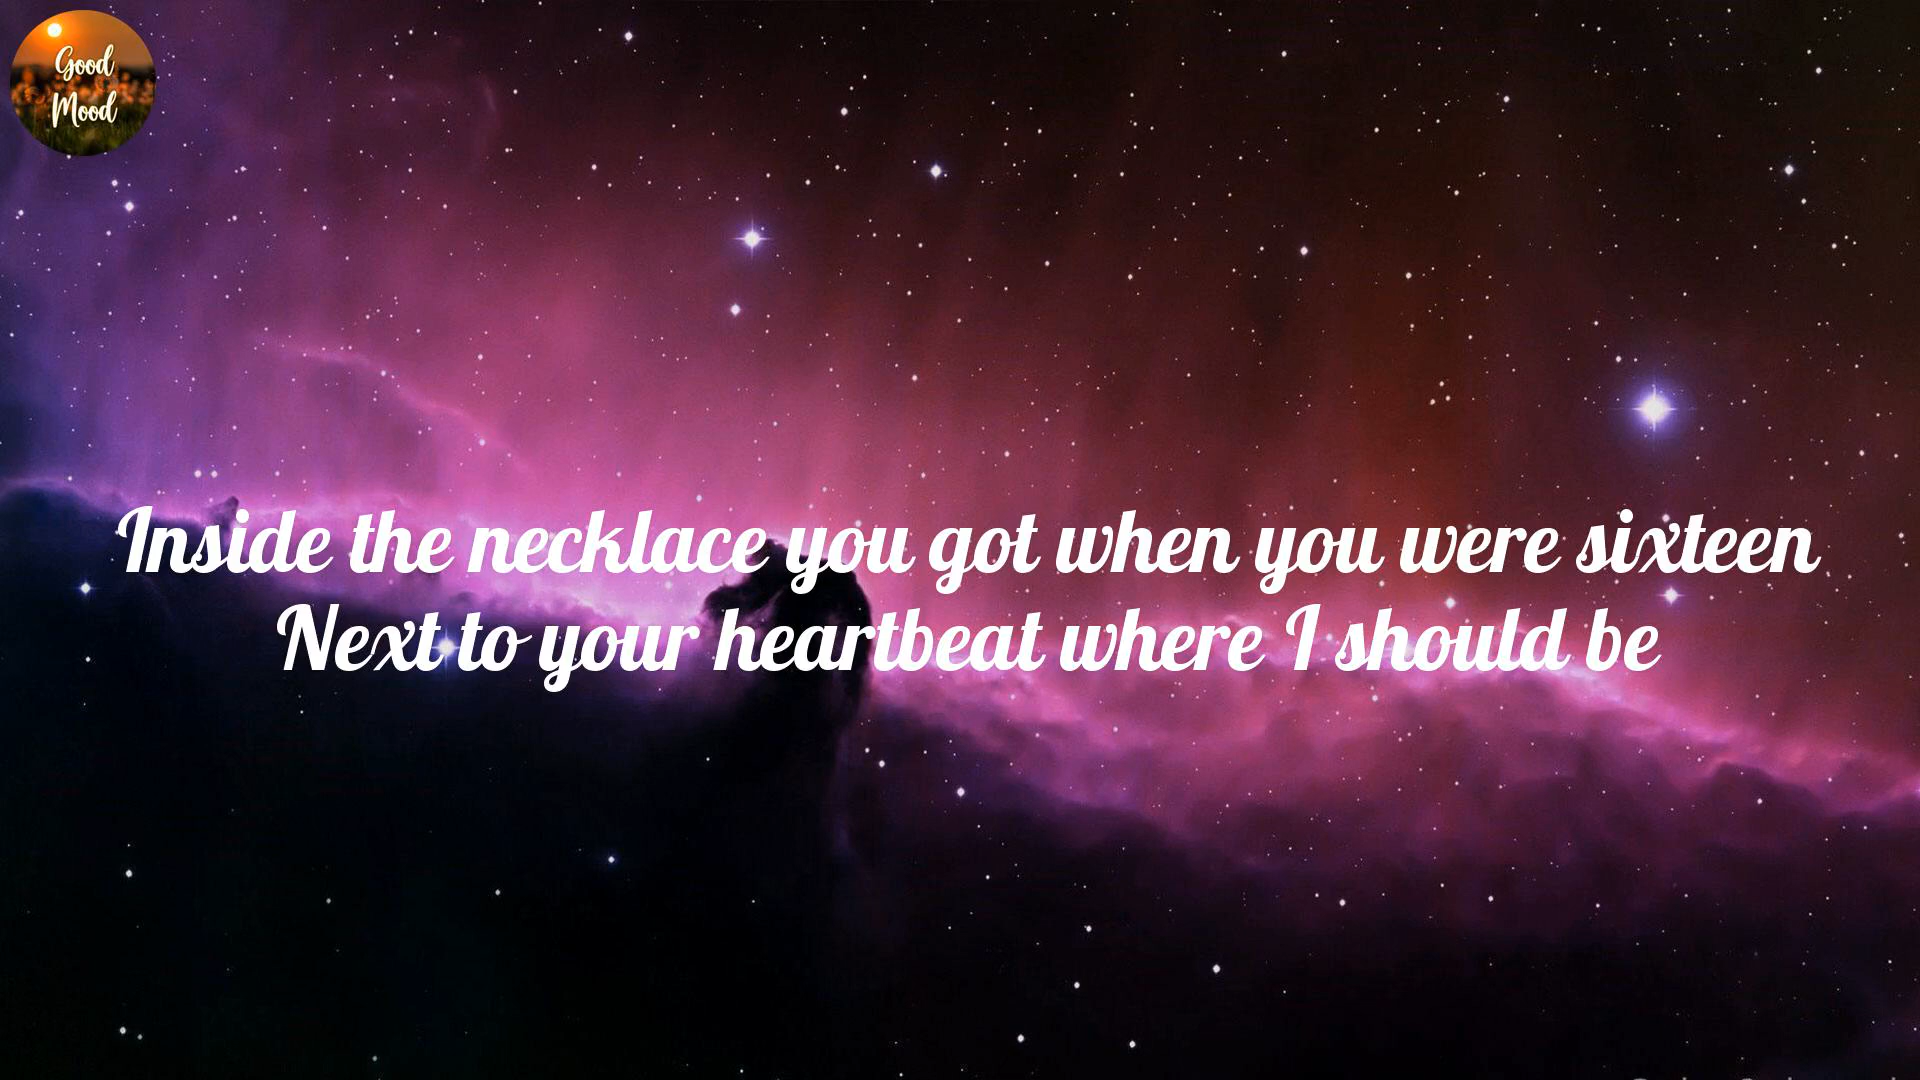 Good
Mood
Inside the necklace you got when you were sixteen
Next to your heartbeat where I should be